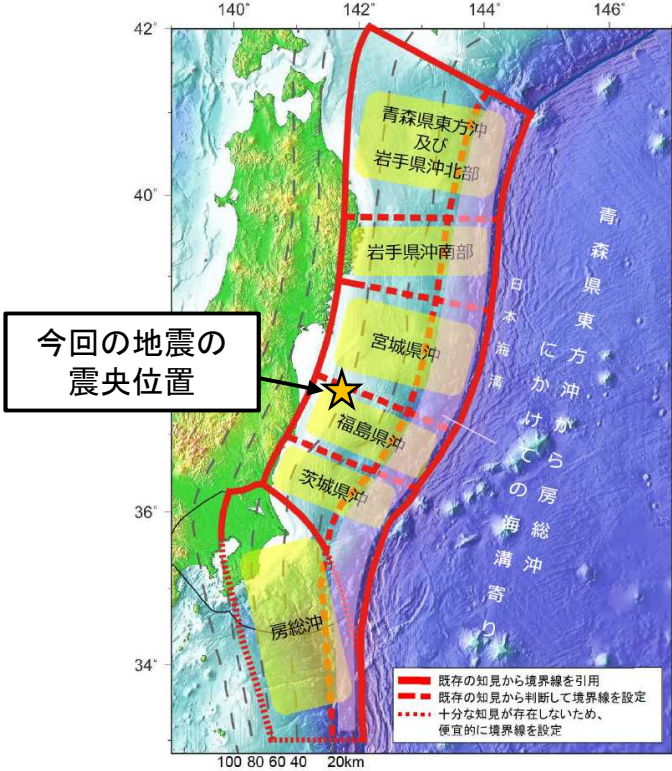 140°
142°
144°
146°
42°
青森県東方沖
及び
岩手県沖北部
40°
岩手県沖南部
宮城県沖
今回の地震の
震央位置
福島県沖
茨城県沖
36°
房総沖
34°
日本海溝
青森県東方沖から房総沖
にかけての海溝寄り
既存の知見から境界線を引用
既存の知見から判断して境界線を設定
十分な知見が存在しないため、
便宜的に境界線を設定
100 80 60 40 20km